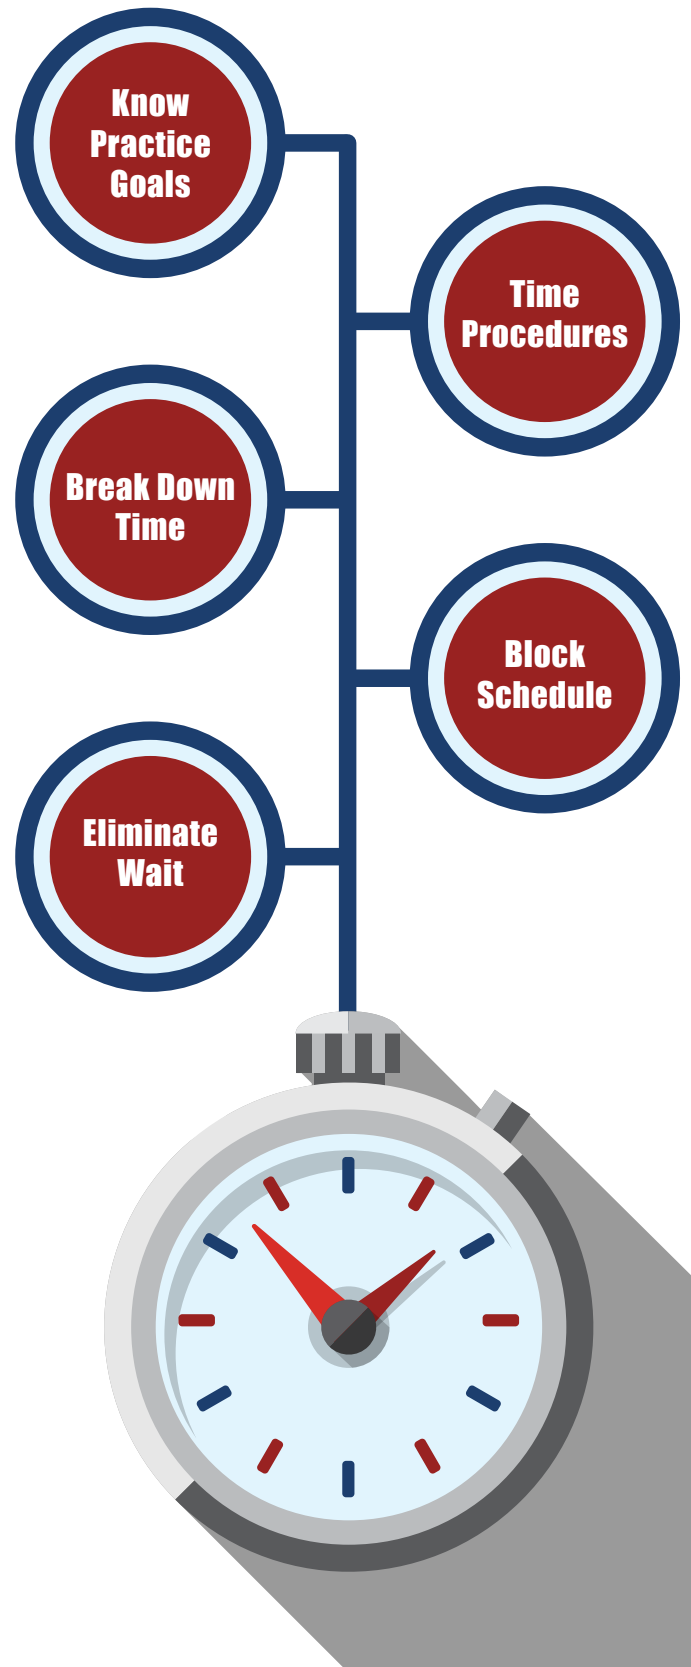 Know
Practice
Goals
Time
Procedures
Break Down
Time
Block
Schedule
Eliminate
Wait